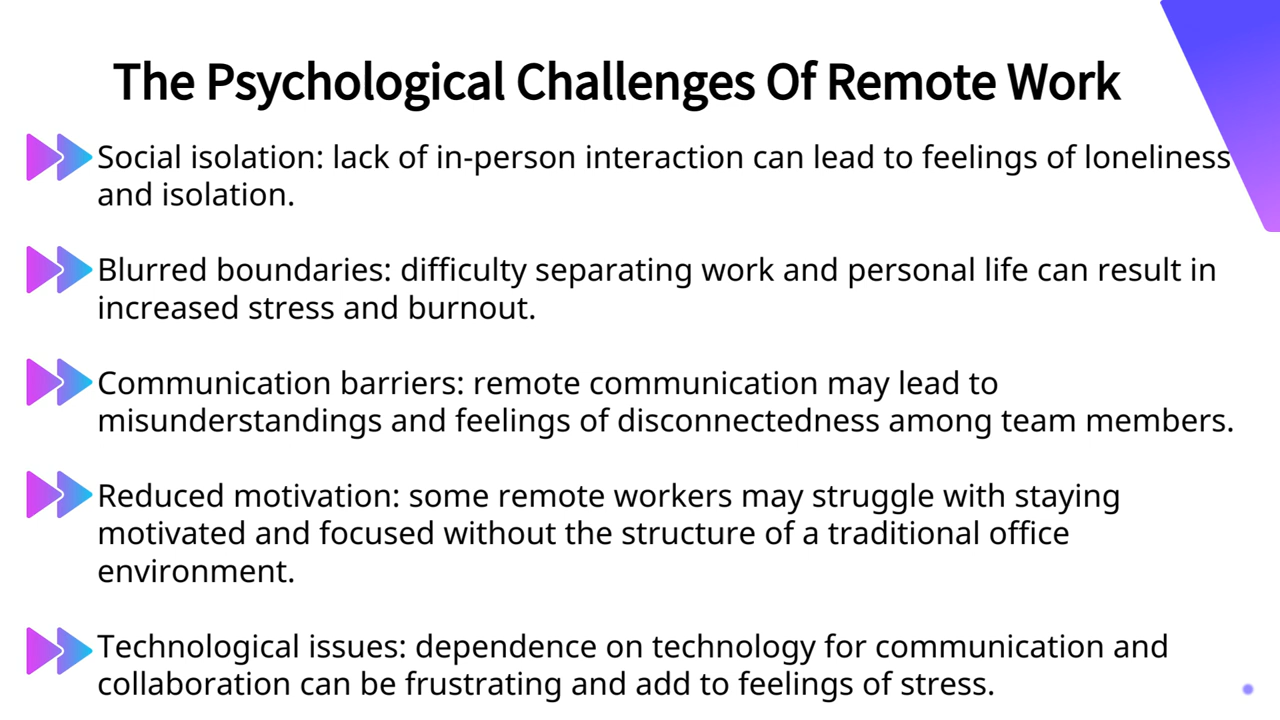 The Psychological Challenges Of Remote Work
Social isolation: lack of in-person interaction can lead to feelings of loneliness
and isolation.
Blurred boundaries: difficulty separating work and personal life can result in
increased stress and burnout.
Communication barriers: remote communication may lead to
misunderstandings and feelings of disconnectedness among team members.
Reduced motivation: some remote workers may struggle with staying
motivated and focused without the structure of a traditional office
environment.
Technological issues: dependence on technology for communication and
collaboration can be frustrating and add to feelings of stress.